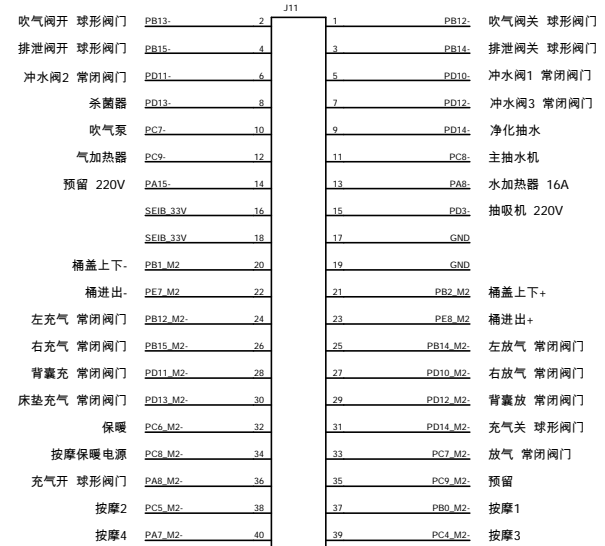 J11
吹气阀开 球形阀门 PB13- 2 1 PB12- 吹气阀关 球形阀门
排泄阀开 球形阀门 PB15- 4 3 PB14- 排泄阀关 球形阀门
冲水阀2 常闭阀门 PD11- 6 5 PD10- 冲水阀1 常闭阀门
杀菌器 PD13- 8 7 PD12- 冲水阀3 常闭阀门
吹气泵 PC7- 10 9 PD14- 净化抽水
气加热器 PC9- 12 11 PC8- 主抽水机
预留 220V PA15- 14 13 PA8- 水加热器 16A
SEIB_33V 16 15 PD3- 抽吸机 220V
SEIB_33V 18 17 GND
桶盖上下- PB1_M2 20 19 GND
桶进出- PE7_M2 22 21 PB2_M2 桶盖上下+
左充气 常闭阀门 PB12_M2- 24 23 PE8_M2 桶进出+
右充气 常闭阀门 PB15_M2- 26 25 PB14_M2- 左放气 常闭阀门
背囊充 常闭阀门 PD11_M2- 28 27 PD10_M2- 右放气 常闭阀门
床垫充气 常闭阀门 PD13_M2- 30 29 PD12_M2- 背囊放 常闭阀门
保暖 PC6_M2- 32 31 PD14_M2- 充气关 球形阀门
按摩保暖电源 PC8_M2- 34 33 PC7_M2- 放气 常闭阀门
充气开 球形阀门 PA8_M2- 36 35 PC9_M2- 预留
按摩2 PC5_M2- 38 37 PB0_M2- 按摩1
按摩4 PA7_M2- 40 39 PC4_M2- 按摩3